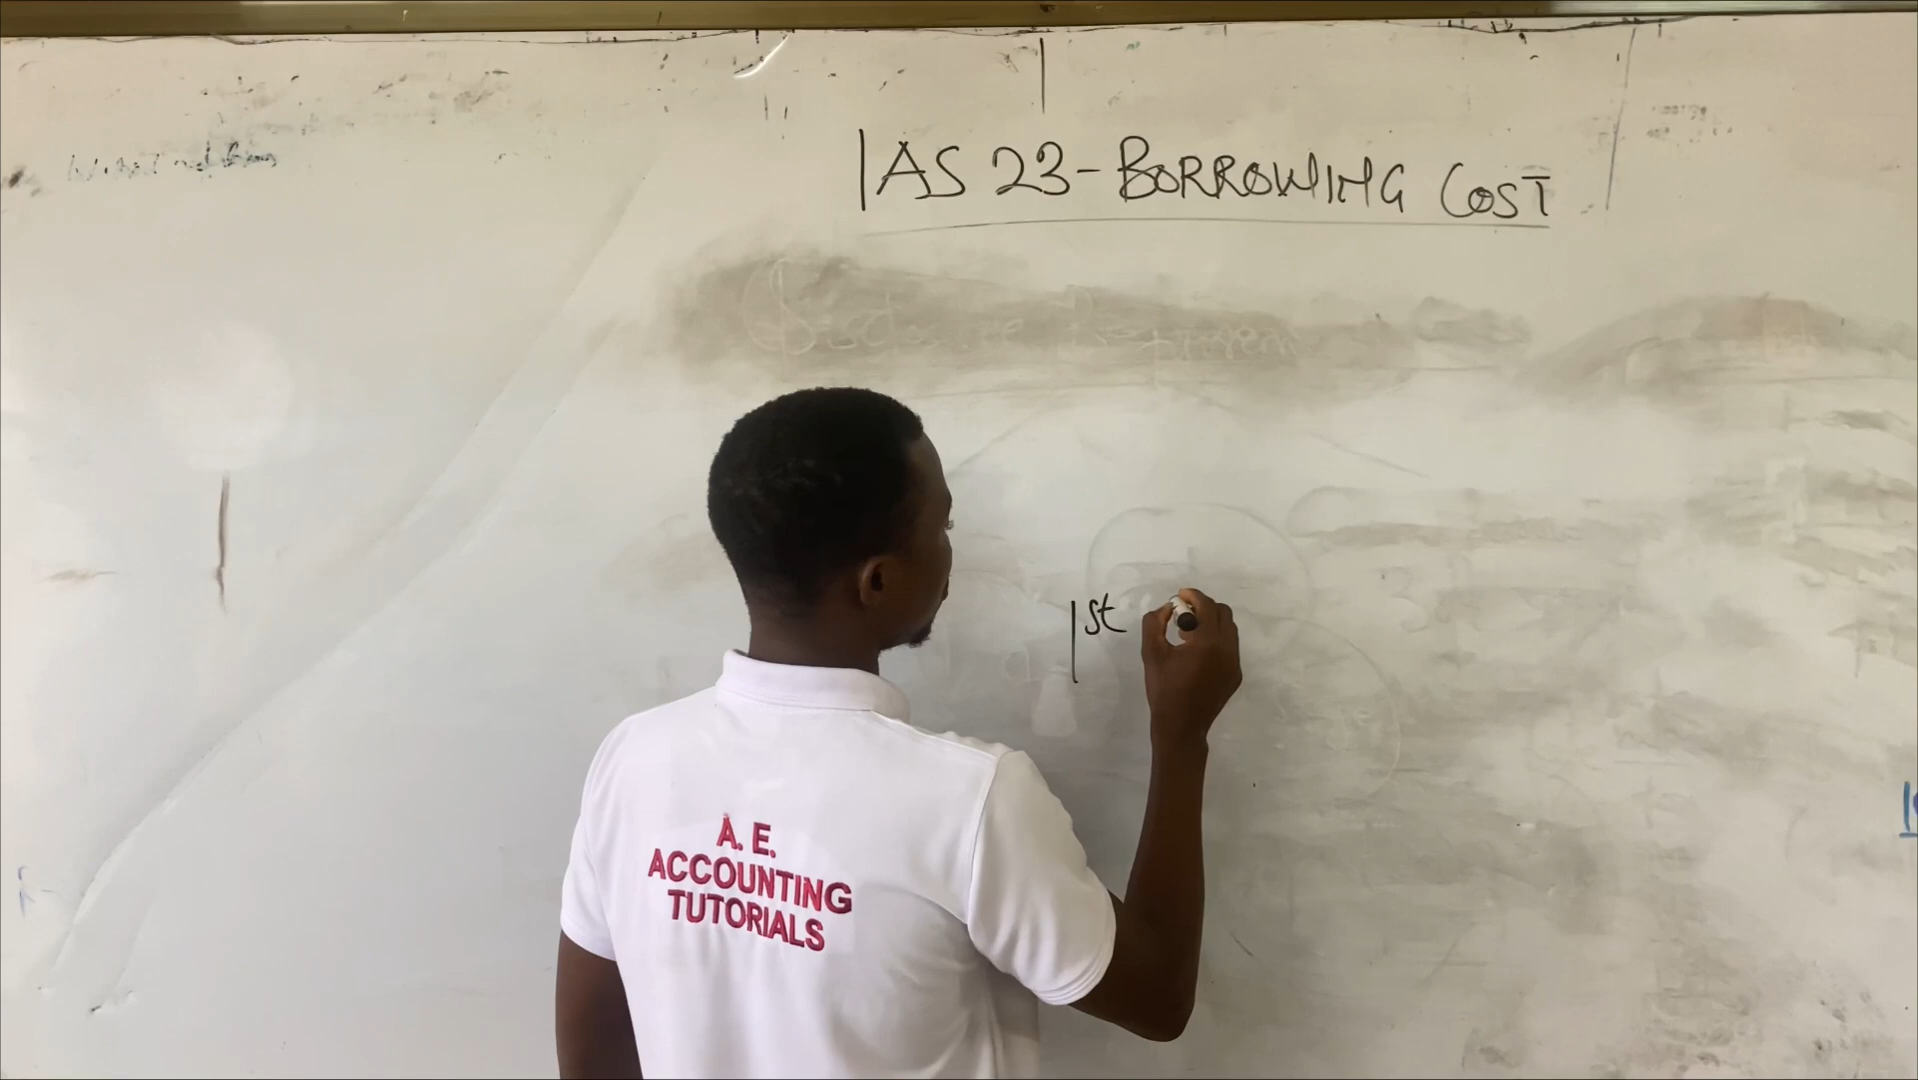 IAS 23-BORROWING COST
1st
A. E.
ACCOUNTING
TUTORIALS